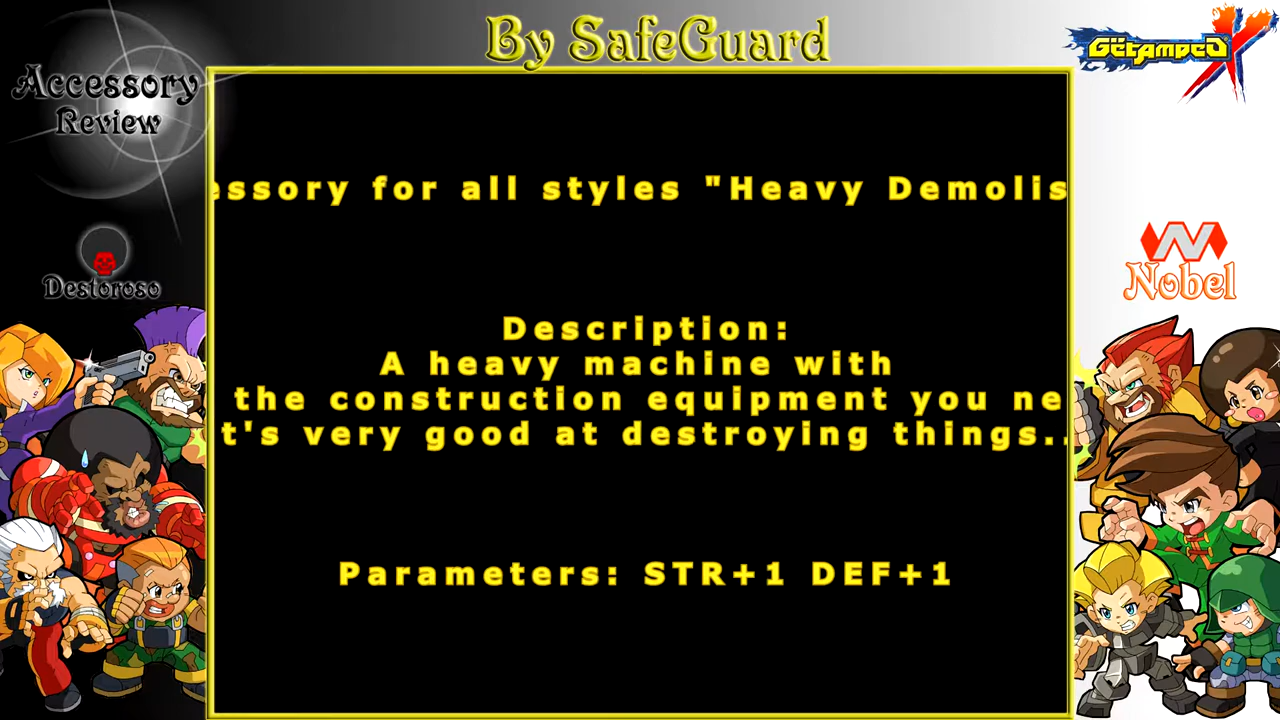 By SafeGuard
GetAmpeD X
Accessory
Review
essory for all styles "Heavy Demolis
Nobel
Destoroso
Description:
A heavy machine with
the construction equipment you ne
t's very good at destroying things..
Parameters: STR+1 DEF+1